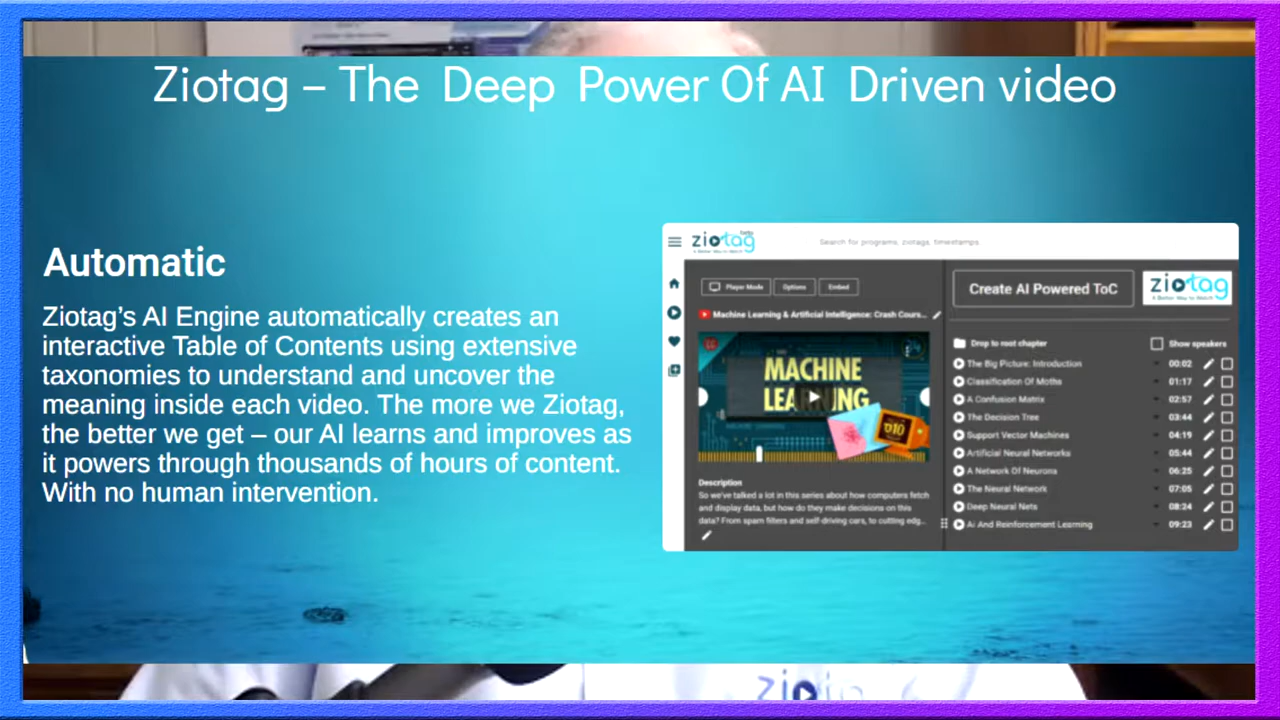 Ziotag – The Deep Power Of AI Driven video
Automatic
Ziotag’s AI Engine automatically creates an
interactive Table of Contents using extensive
taxonomies to understand and uncover the
meaning inside each video. The more we Ziotag,
the better we get – our AI learns and improves as
it powers through thousands of hours of content.
With no human intervention.
ziotag
beta
A Better Way to Watch
Search for programs, ziotags, timestamps
Player Mode
Options
Embed
Machine Learning & Artificial Intelligence: Crash Cours...
CC
MACHINE
LEARNING
Description
So we've talked a lot in this series about how computers fetch
and display data, but how do they make decisions on this
data? From spam filters and self-driving cars, to cutting edg...
Create AI Powered ToC
ziotag
A Better Way to Watch
Drop to root chapter
Show speakers
The Big Picture: Introduction 00:02
Classification Of Moths 01:17
A Confusion Matrix 02:57
The Decision Tree 03:44
Support Vector Machines 04:19
Artificial Neural Networks 05:44
A Network Of Neurons 06:25
The Neural Network 07:05
Deep Neural Nets 08:24
Ai And Reinforcement Learning 09:23